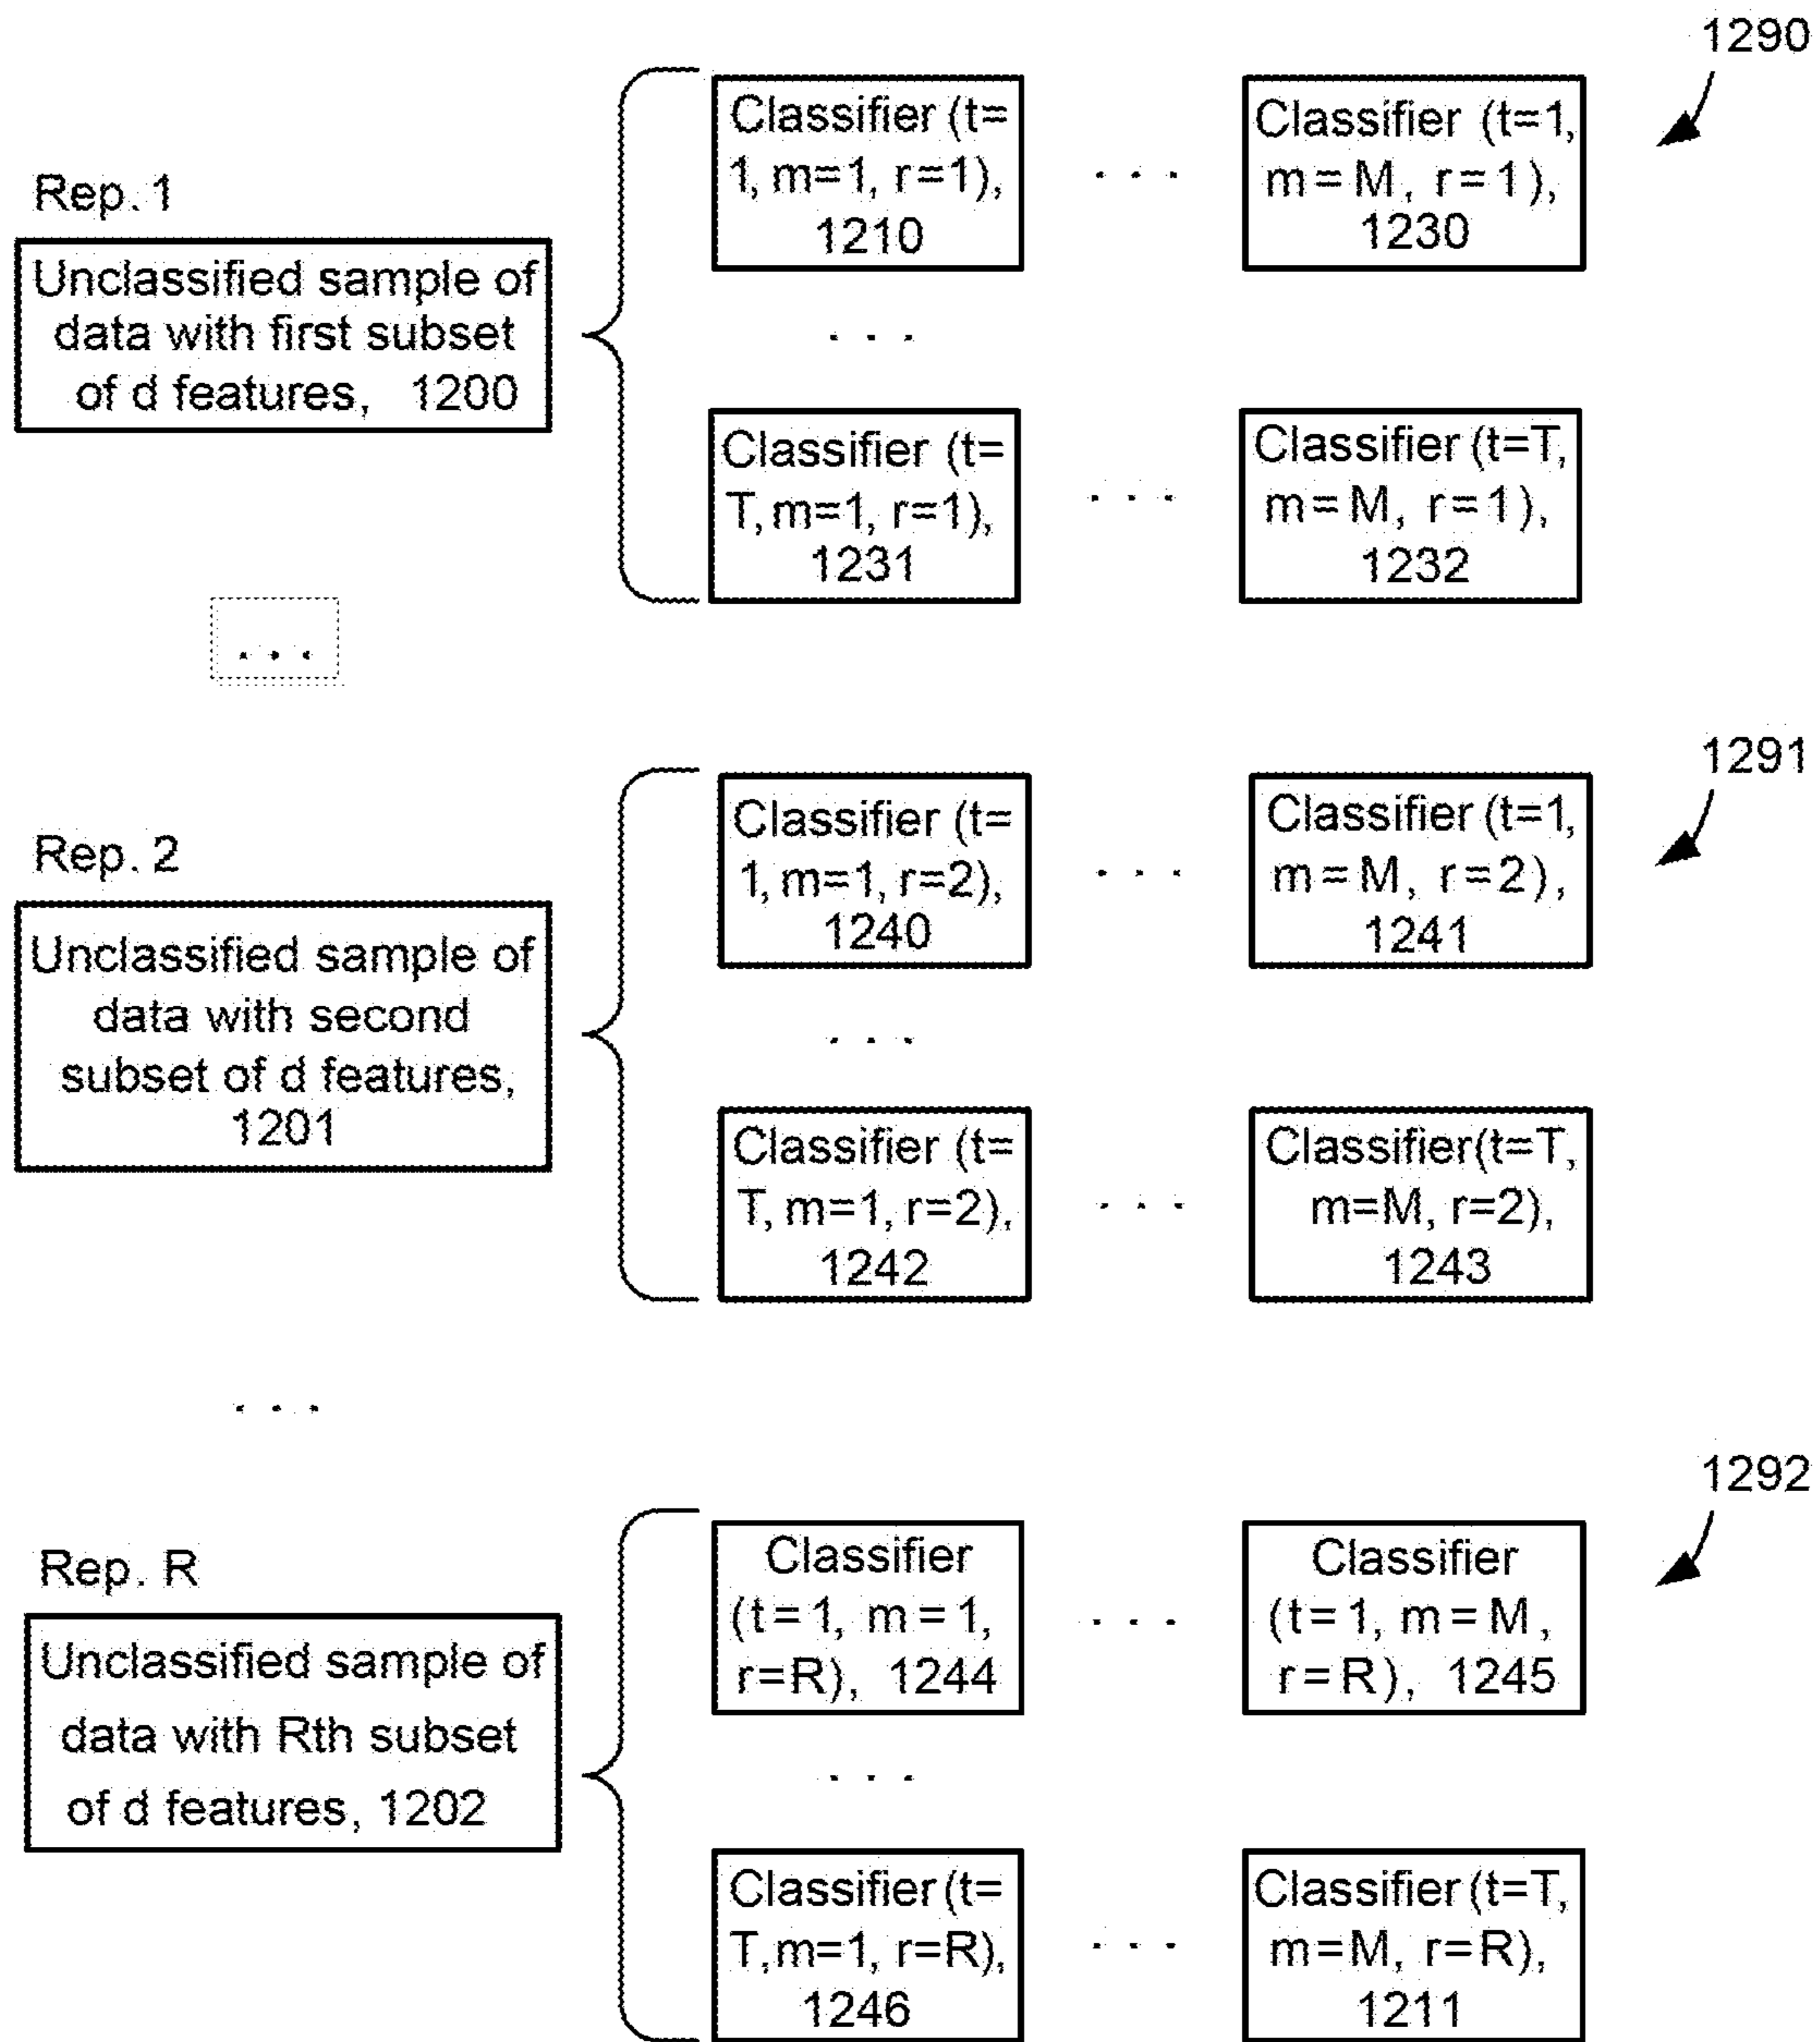 1290
Classifier (t=
1, m=1, r=1),
1210
. . .
Classifier (t=1,
m=M, r=1),
1230
Rep. 1
Unclassified sample of
data with first subset
of d features, 1200
. . .
Classifier (t=
T, m=1, r=1),
1231
. . .
Classifier (t=T,
m=M, r=1),
1232
. . .
1291
Classifier (t=
1, m=1, r=2),
1240
. . .
Classifier (t=1,
m=M, r=2),
1241
Rep. 2
Unclassified sample of
data with second
subset of d features,
1201
. . .
Classifier (t=
T, m=1, r=2),
1242
. . .
Classifier(t=T,
m=M, r=2),
1243
. . .
1292
Classifier
(t=1, m=1,
r=R), 1244
. . .
Classifier
(t=1, m=M,
r=R), 1245
Rep. R
Unclassified sample of
data with Rth subset
of d features, 1202
. . .
Classifier (t=
T,m=1, r=R),
1246
. . .
Classifier (t=T,
m=M, r=R),
1211